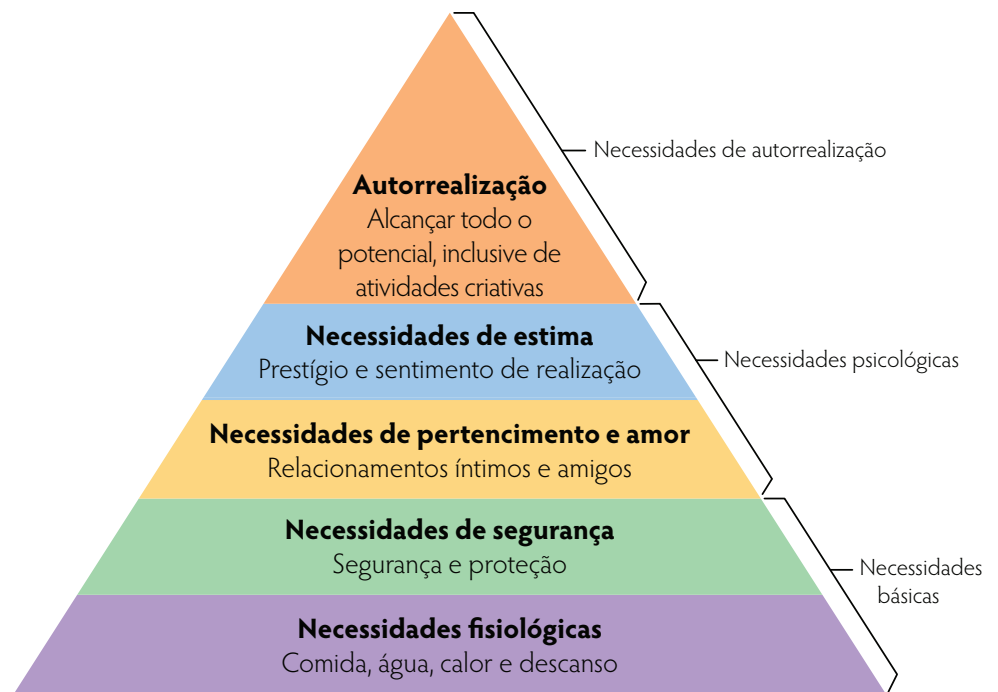 Necessidades de autorrealização
Autorrealização
Alcançar todo o
potencial, inclusive de
atividades criativas
Necessidades de estima
Prestígio e sentimento de realização
Necessidades psicológicas
Necessidades de pertencimento e amor
Relacionamentos íntimos e amigos
Necessidades de segurança
Segurança e proteção
Necessidades
básicas
Necessidades fisiológicas
Comida, água, calor e descanso